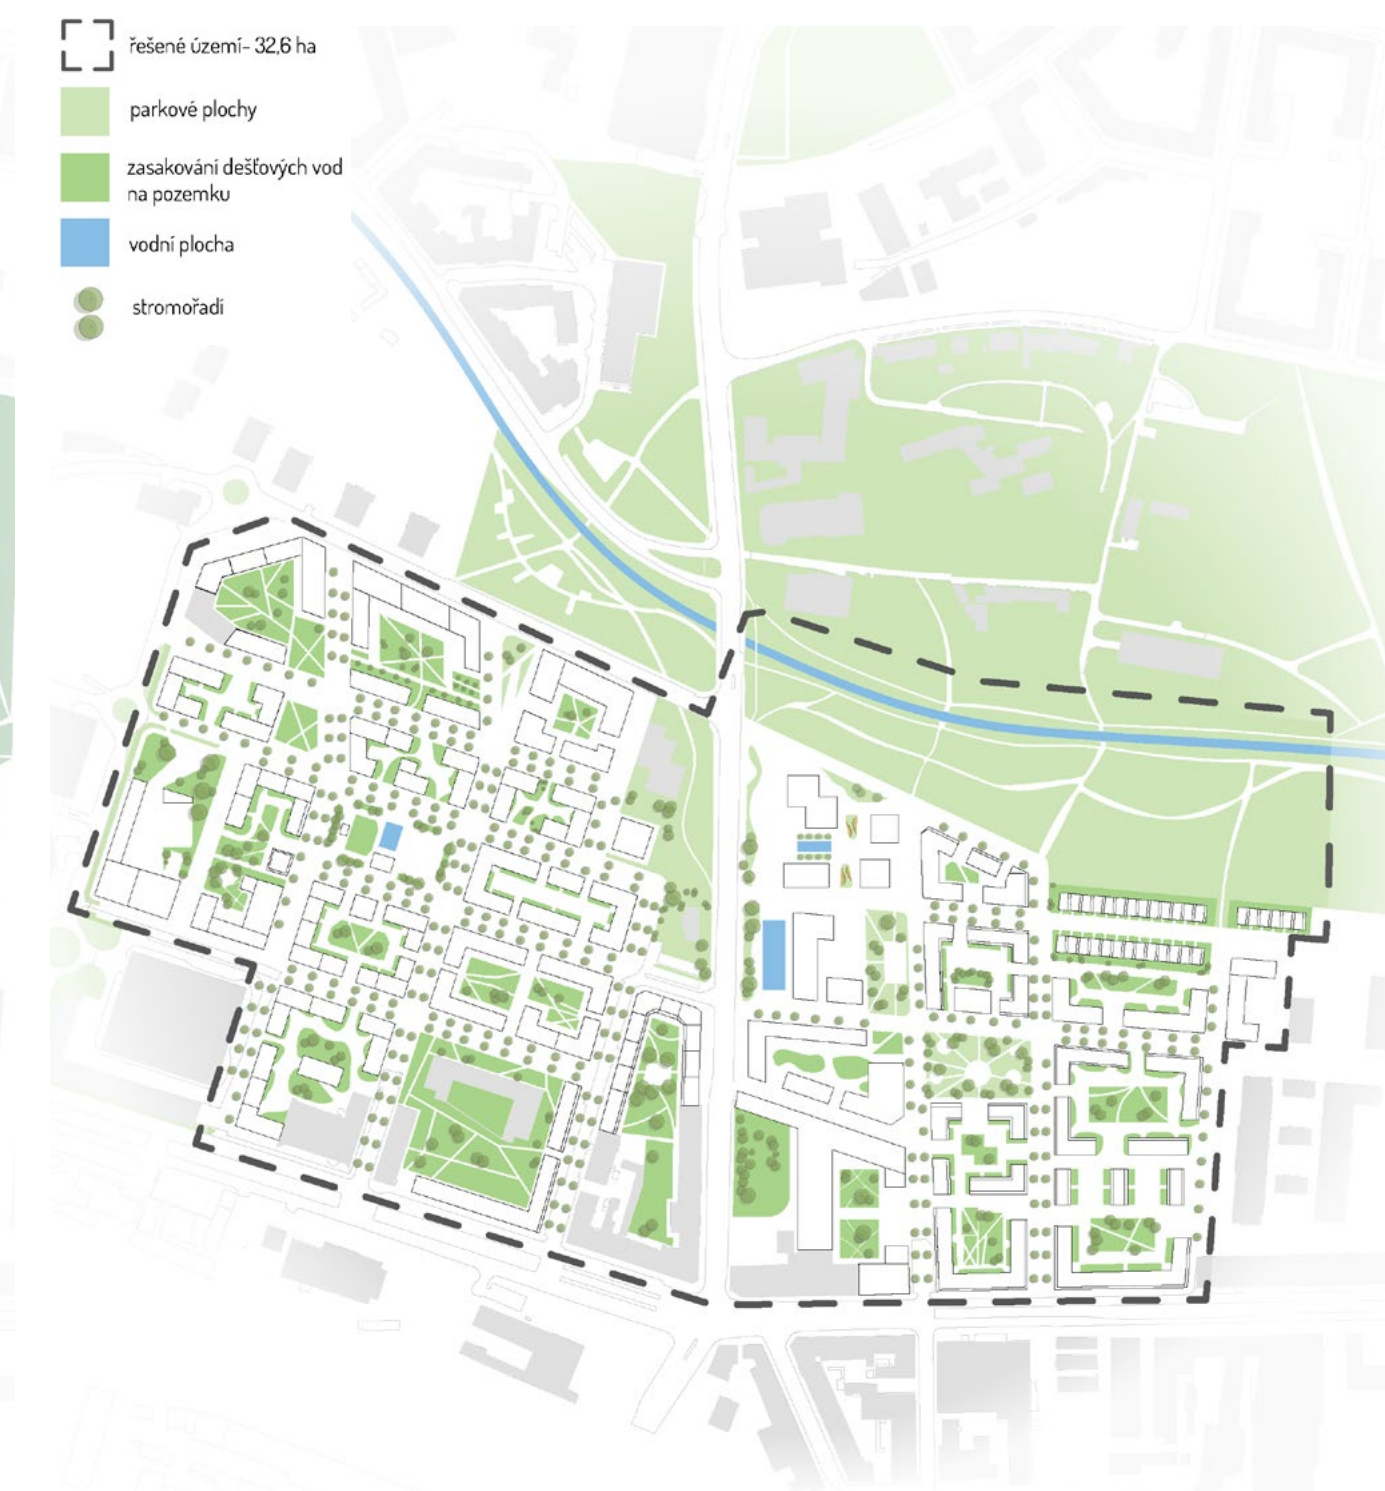 řešené území- 32,6 ha
parkové plochy
zasakování dešťových vod
na pozemku
vodní plocha
stromořadí